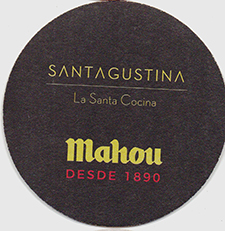 SANTAGUSTINA
La Santa Cocina
Mahou
DESDE 1890